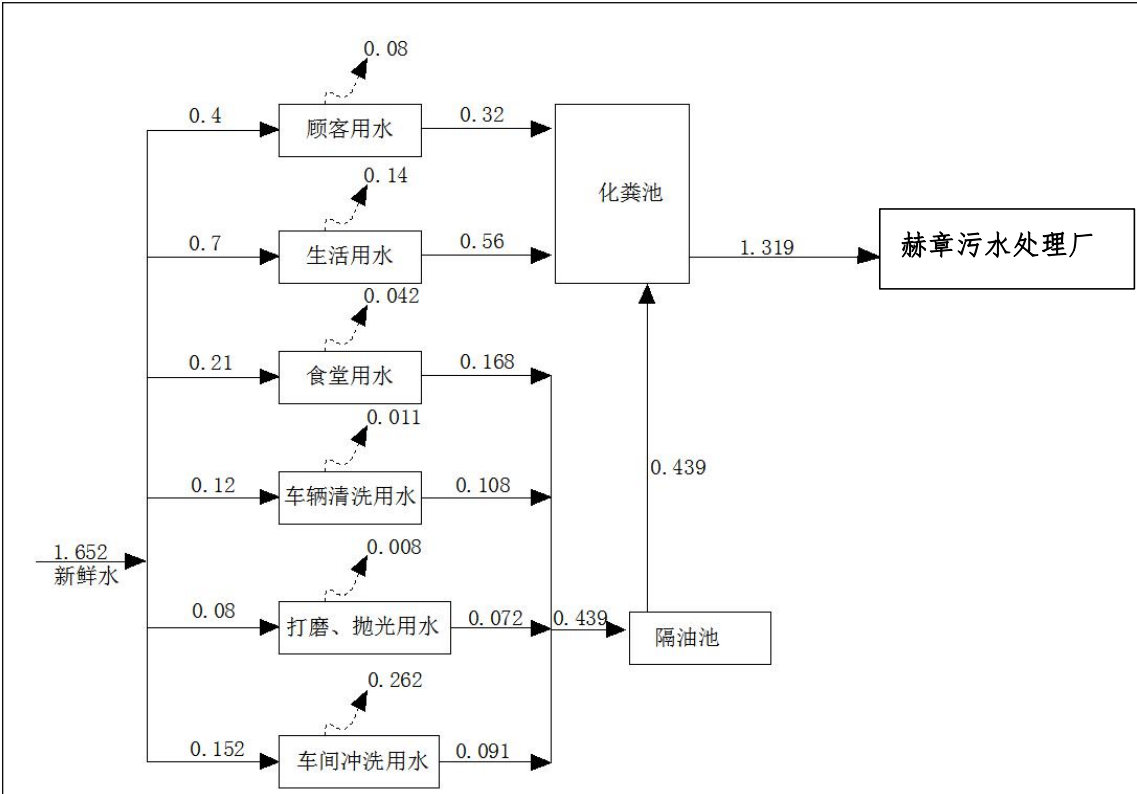 0.08
0.4
顾客用水
0.32
化粪池
0.14
0.7
生活用水
0.56
1.319
赫章污水处理厂
0.042
0.21
食堂用水
0.168
0.011
0.12
车辆清洗用水
0.108
0.439
1.652
新鲜水
0.008
0.08
打磨、抛光用水
0.072
0.439
隔油池
0.262
0.152
车间冲洗用水
0.091